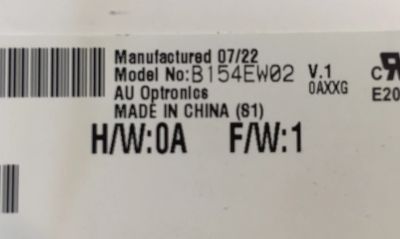 Manufactured 07/22
Model No:B154EW02 V.1
AU Optronics 0AXXG
MADE IN CHINA (S1)
H/W:0A F/W:1
E20